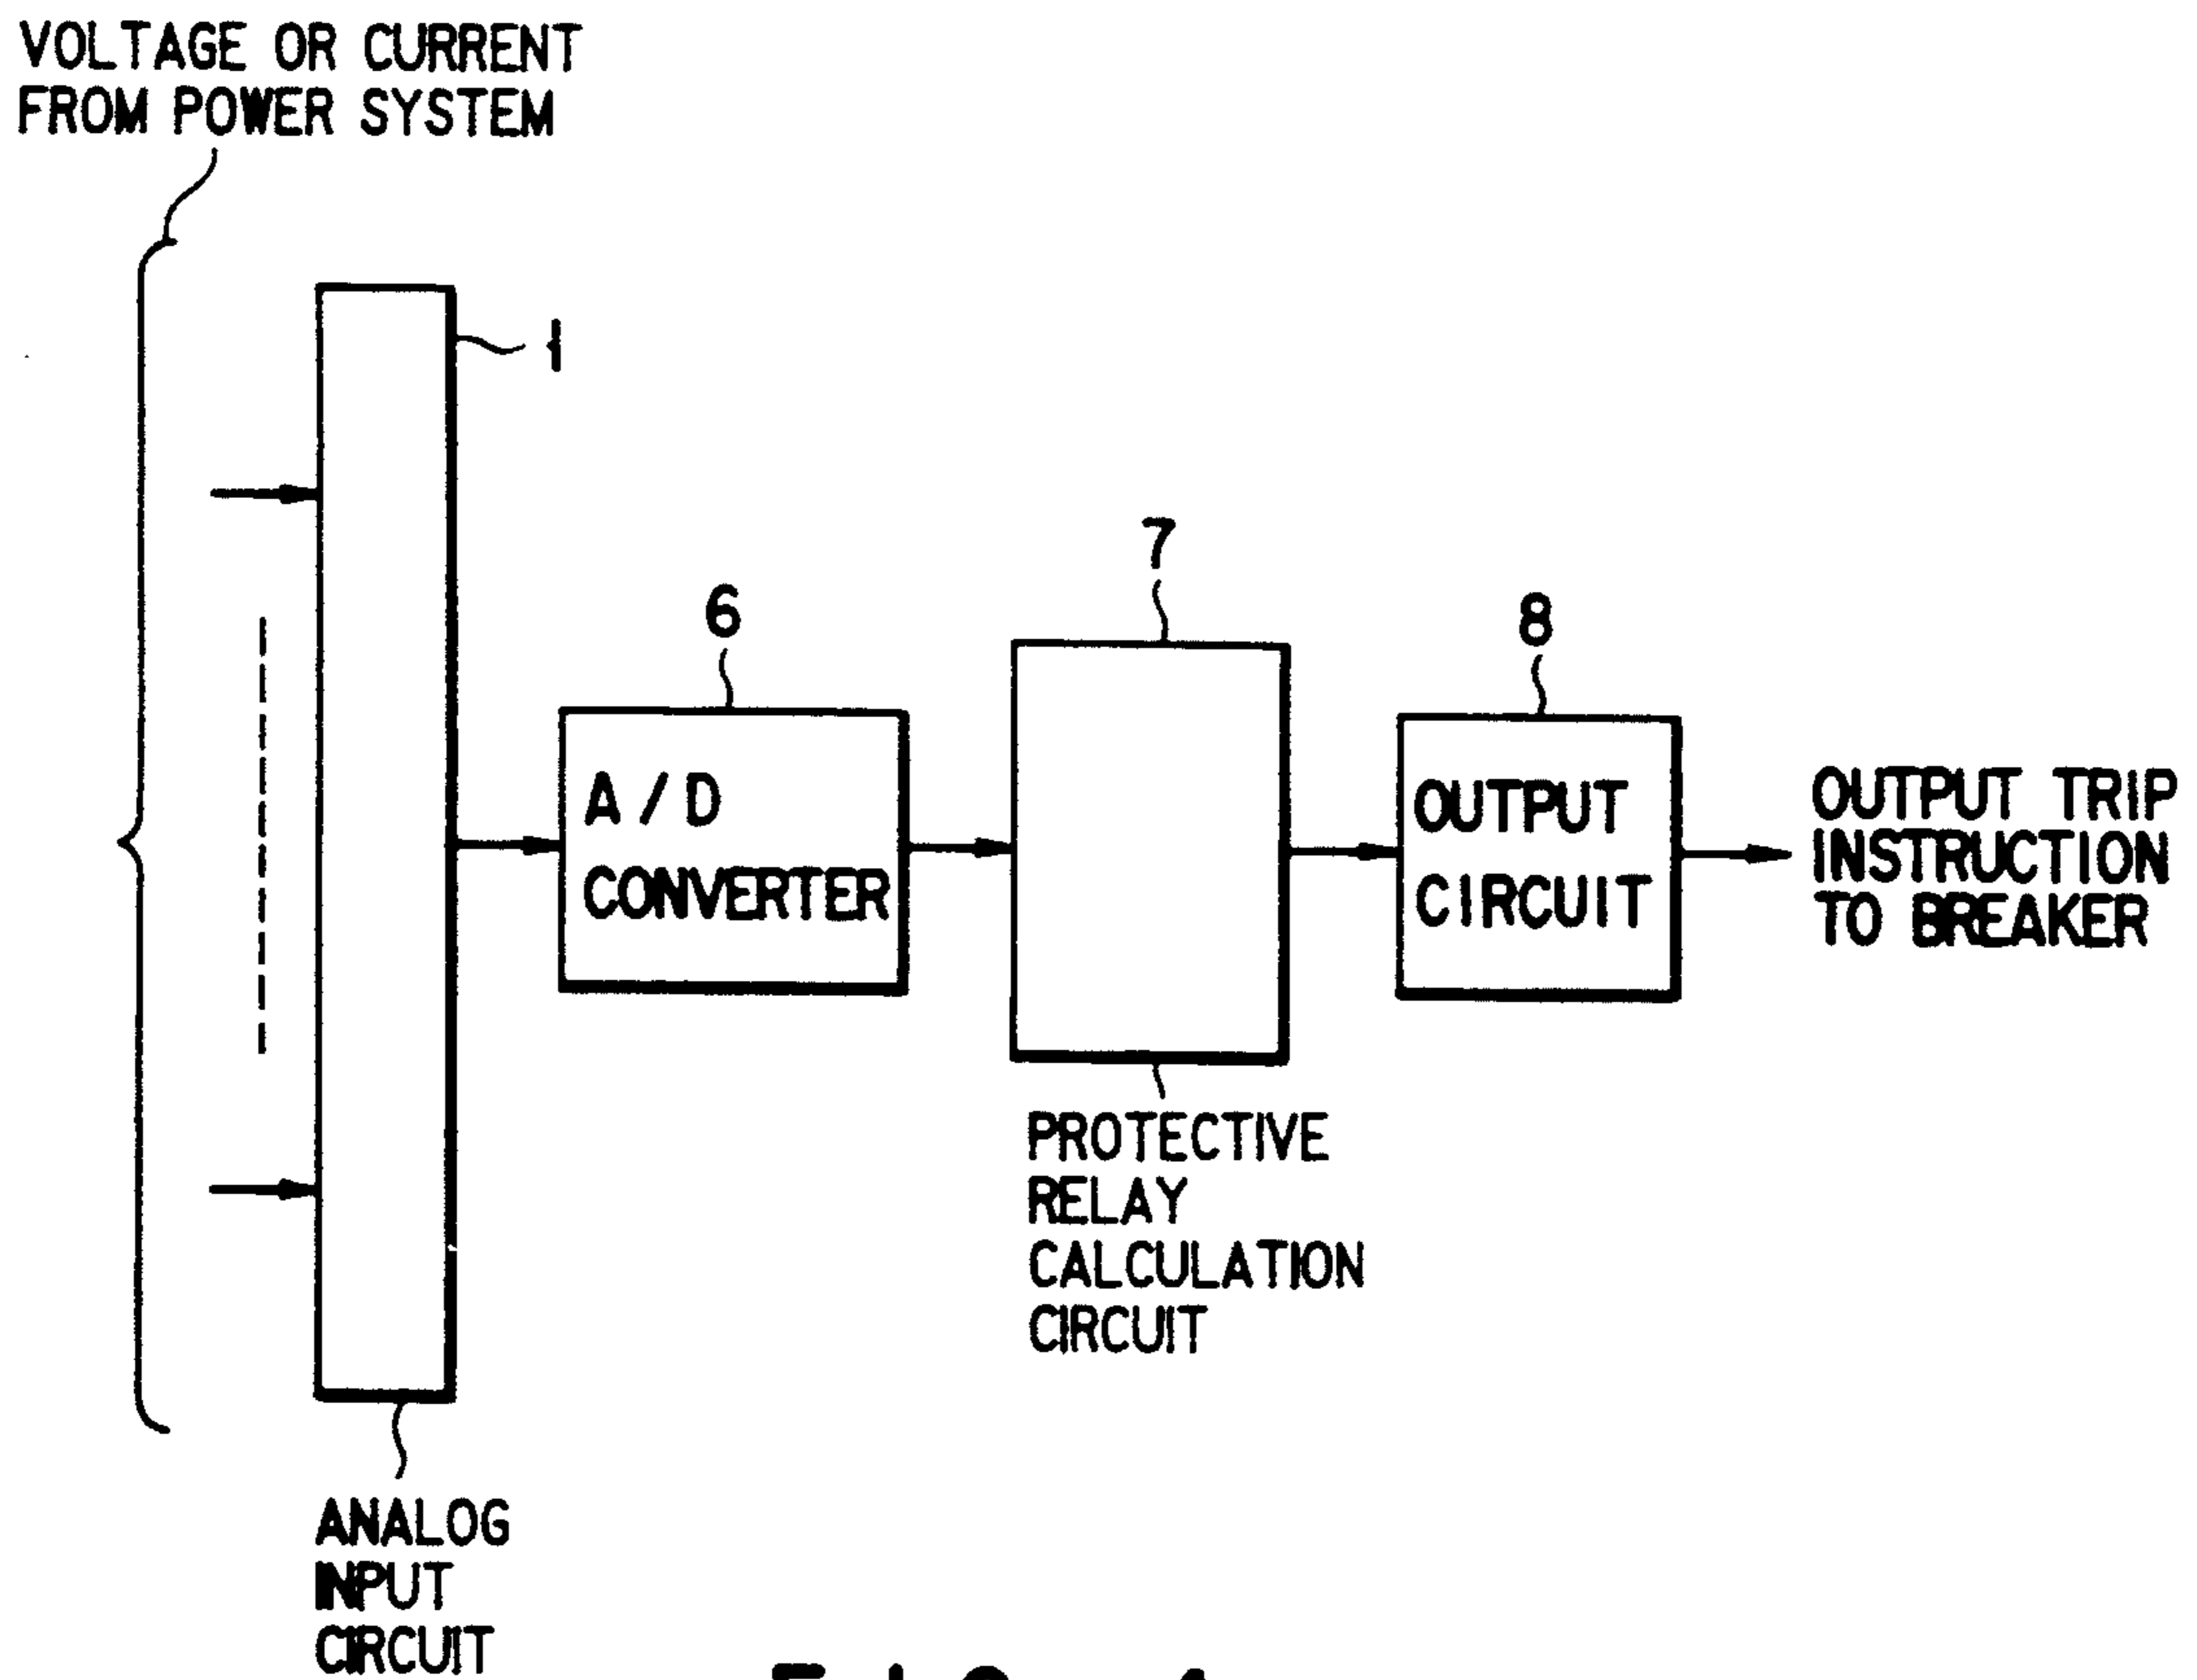 VOLTAGE OR CURRENT
FROM POWER SYSTEM
1
6
7
8
A/D
CONVERTER
OUTPUT
CIRCUIT
OUTPUT TRIP
INSTRUCTION
TO BREAKER
PROTECTIVE
RELAY
CALCULATION
CIRCUIT
ANALOG
INPUT
CIRCUIT